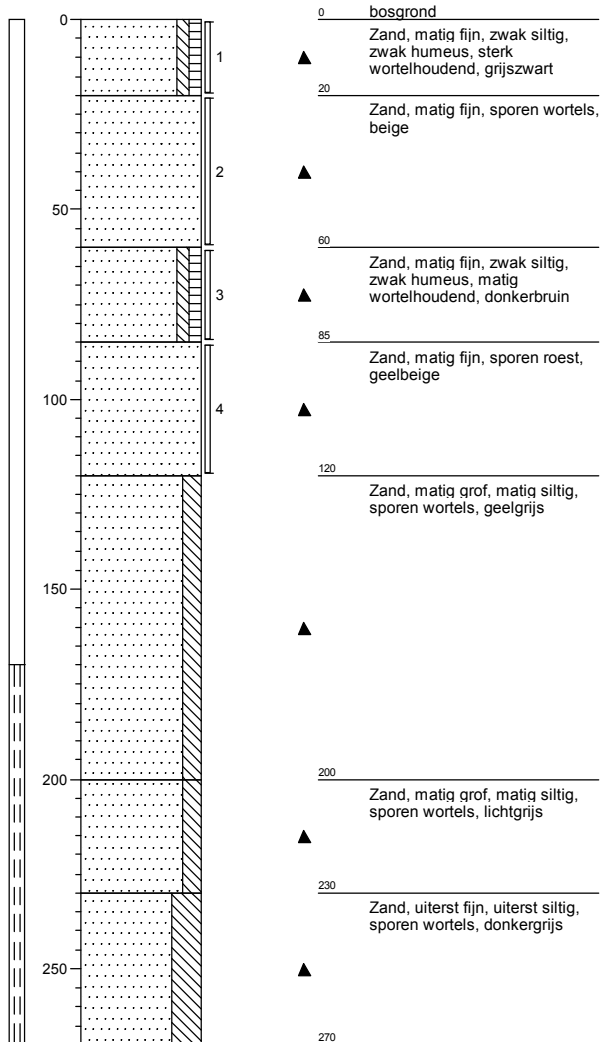 0
bosgrond
0
Zand, matig fijn, zwak siltig,
zwak humeus, sterk
wortelhoudend, grijszwart
1
20
Zand, matig fijn, sporen wortels,
beige
2
50
60
Zand, matig fijn, zwak siltig,
zwak humeus, matig
wortelhoudend, donkerbruin
3
85
Zand, matig fijn, sporen roest,
geelbeige
100
4
120
Zand, matig grof, matig siltig,
sporen wortels, geelgrijs
150
200
200
Zand, matig grof, matig siltig,
sporen wortels, lichtgrijs
230
Zand, uiterst fijn, uiterst siltig,
sporen wortels, donkergrijs
250
270